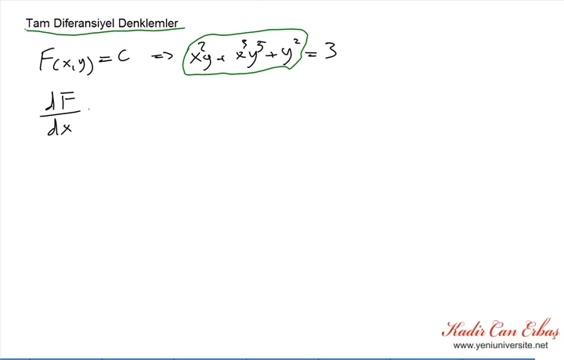 Tam Diferansiyel Denklemler
F(x,y) = C ⇒ x²y + x³y⁵ + y² = 3
dF
dx
Kadir Can Erbaş
www.yeniuniversite.net